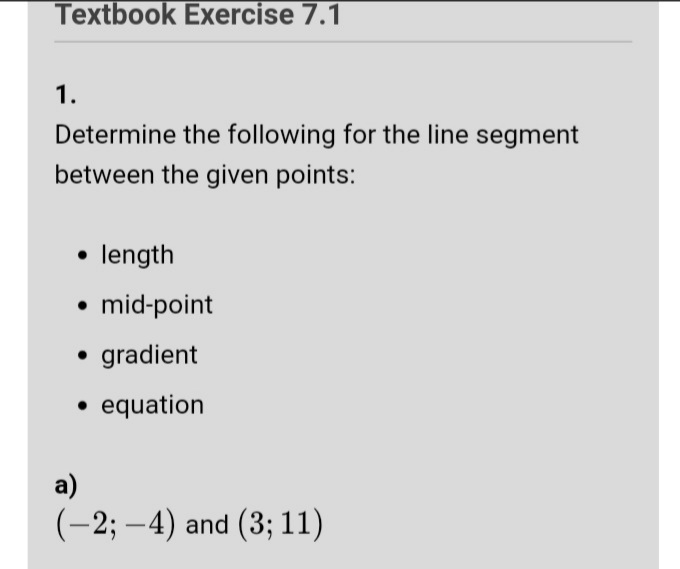 Textbook Exercise 7.1
1.
Determine the following for the line segment
between the given points:
• length
• mid-point
• gradient
• equation
a)
(−2; −4) and (3; 11)